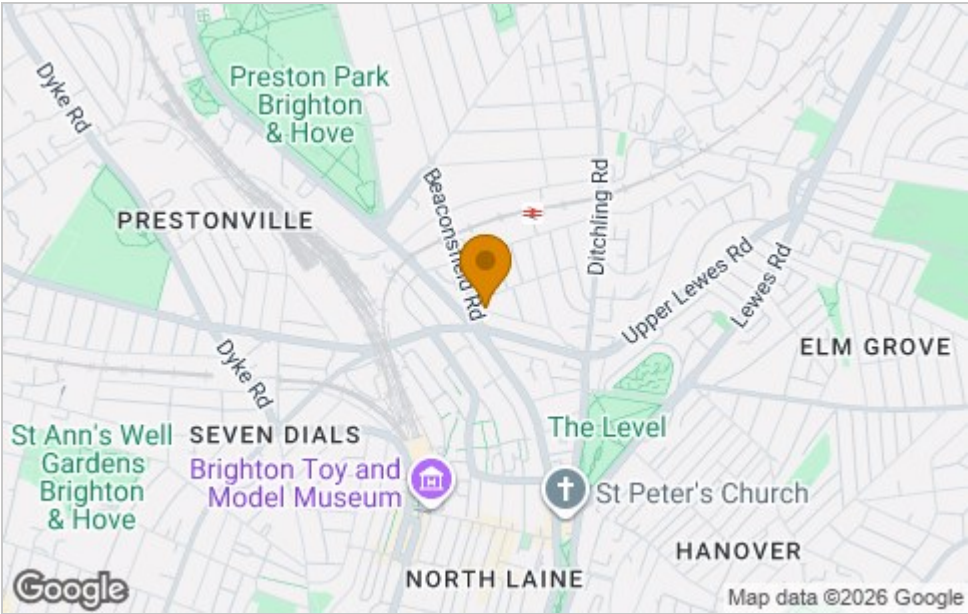 Dyke Rd
Preston Park
Brighton
& Hove
Beaconsfield Rd
Ditchling Rd
PRESTONVILLE
Upper Lewes Rd
Lewes Rd
ELM GROVE
Dyke Rd
St Ann's Well
Gardens
Brighton
& Hove
SEVEN DIALS
The Level
Brighton Toy and
Model Museum
St Peter's Church
HANOVER
NORTH LAINE
Google
Map data ©2026 Google